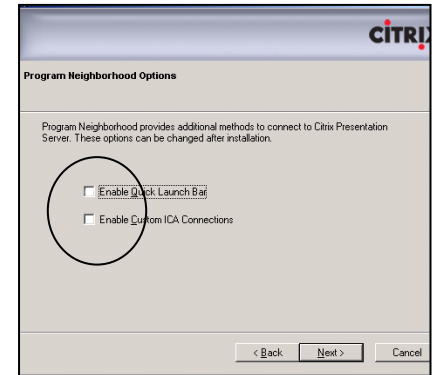 CITRIX
Program Neighborhood Options
Program Neighborhood provides additional methods to connect to Citrix Presentation
Server. These options can be changed after installation.
Enable Quick Launch Bar
Enable Custom ICA Connections
< Back Next > Cancel